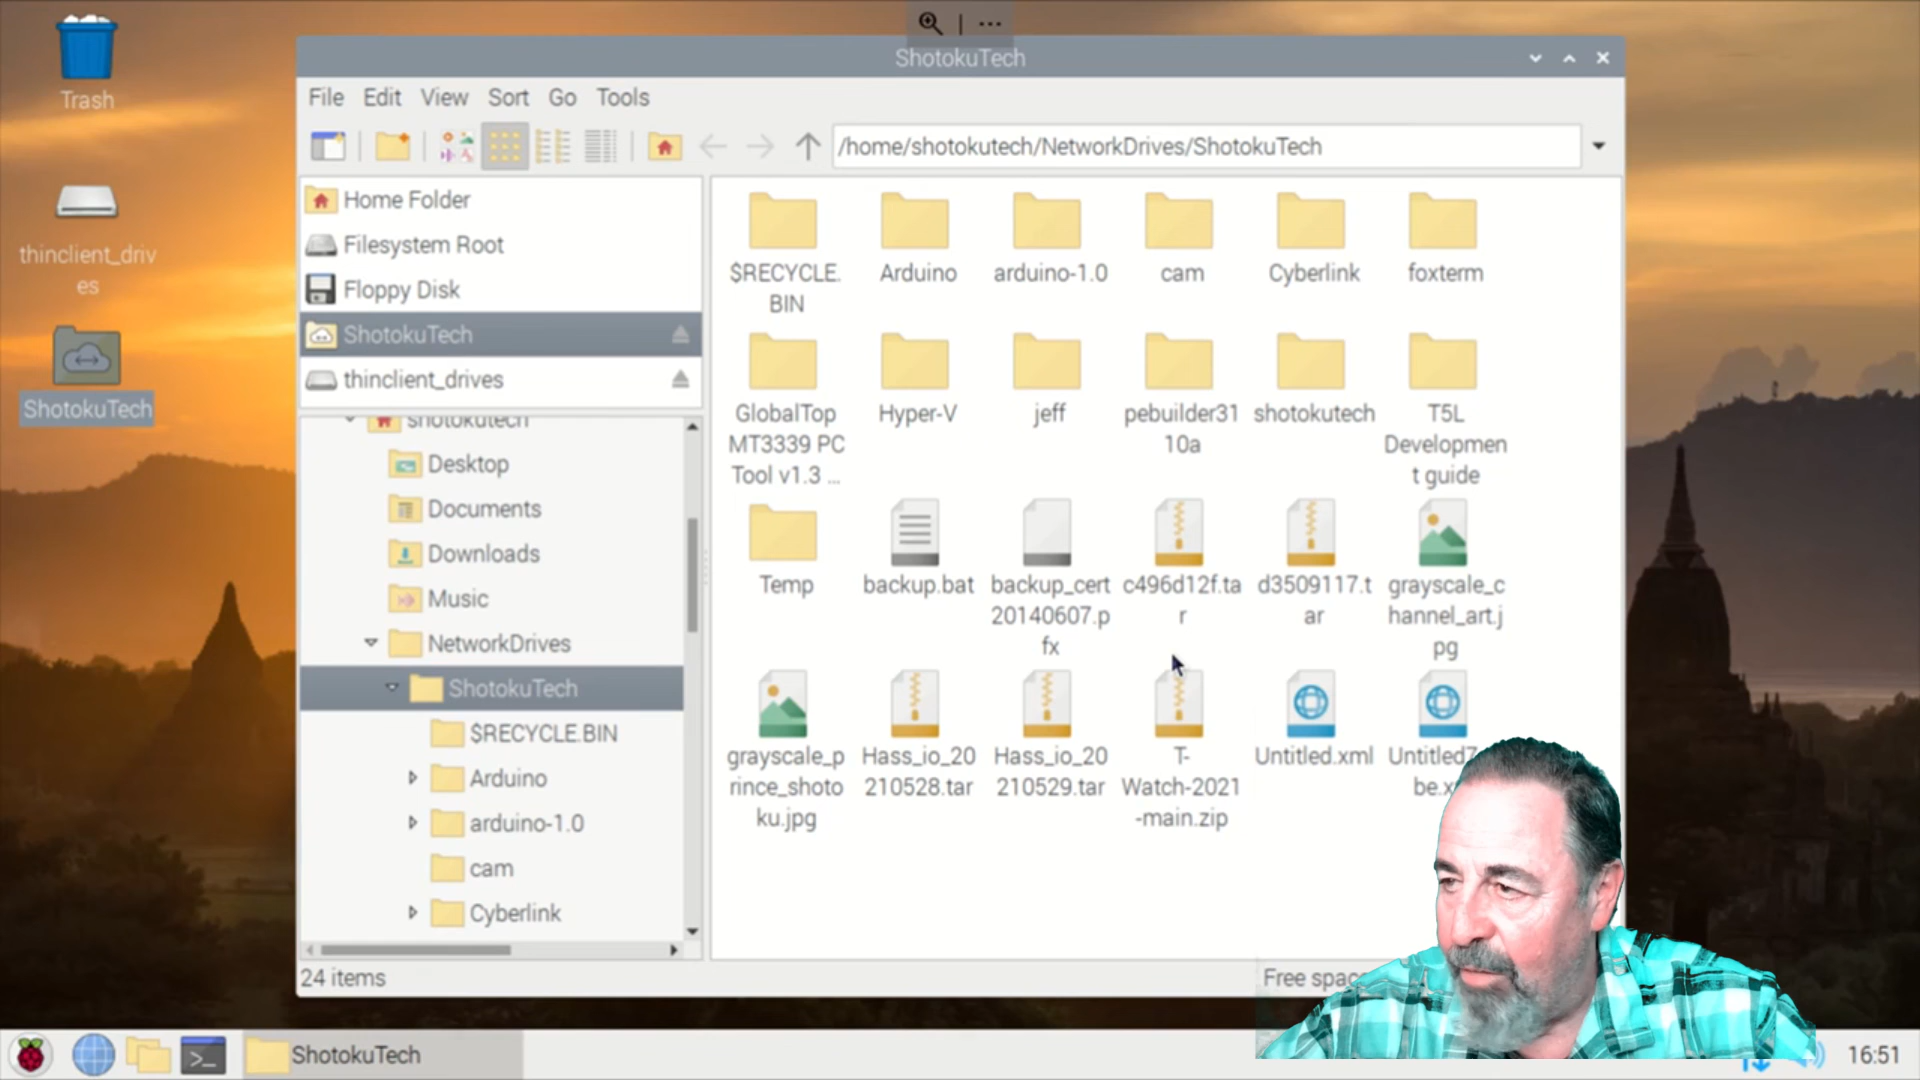 ShotokuTech
Trash
thinclient_driv
es
ShotokuTech
File Edit View Sort Go Tools
/home/shotokutech/NetworkDrives/ShotokuTech
Home Folder
Filesystem Root
Floppy Disk
ShotokuTech
thinclient_drives
shotokutech
Desktop
Documents
Downloads
Music
NetworkDrives
ShotokuTech
$RECYCLE.BIN
Arduino
arduino-1.0
cam
Cyberlink
$RECYCLE.
BIN
Arduino
arduino-1.0
cam
Cyberlink
foxterm
GlobalTop
MT3339 PC
Tool v1.3 ...
Hyper-V
jeff
pebuilder31
10a
shotokutech
T5L
Developmen
t guide
Temp
backup.bat
backup_cert
20140607.p
fx
c496d12f.ta
r
d3509117.t
ar
grayscale_c
hannel_art.j
pg
grayscale_p
rince_shoto
ku.jpg
Hass_io_20
210528.tar
Hass_io_20
210529.tar
T-
Watch-2021
-main.zip
Untitled.xml
24 items
Free
ShotokuTech
16:51